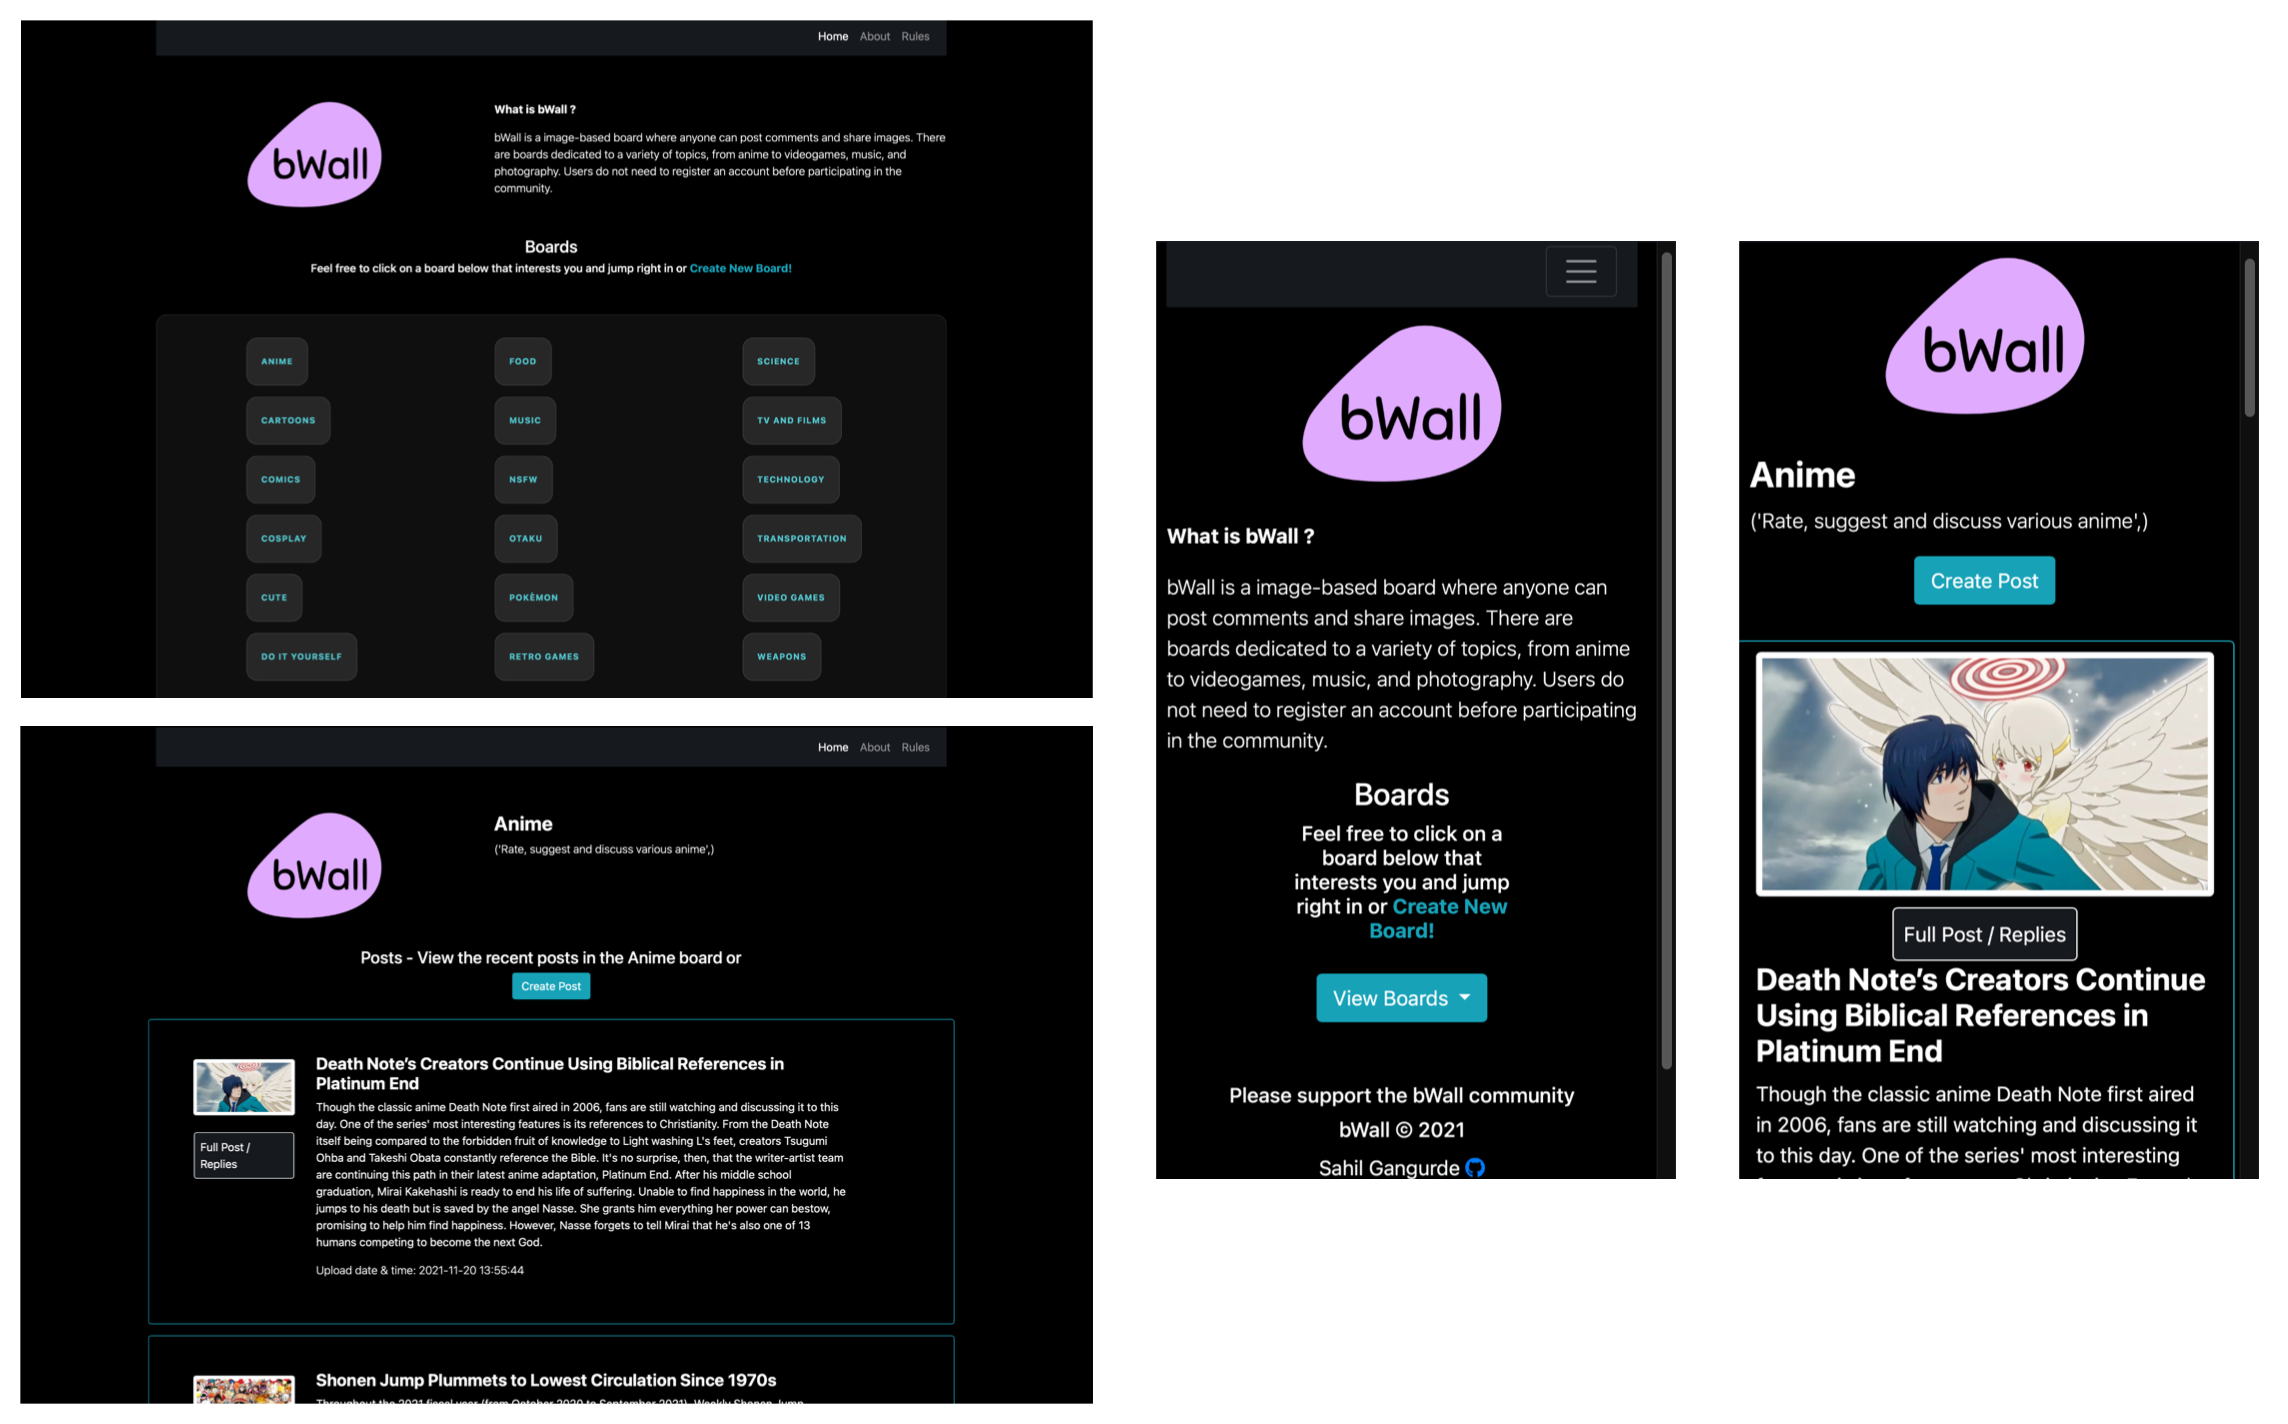 Home About Rules
bWall
What is bWall ?
bWall is a image-based board where anyone can post comments and share images. There
are boards dedicated to a variety of topics, from anime to videogames, music, and
photography. Users do not need to register an account before participating in the
community.
Boards
Feel free to click on a board below that interests you and jump right in or Create New Board!
ANIME
FOOD
SCIENCE
CARTOONS
MUSIC
TV AND FILMS
COMICS
NSFW
TECHNOLOGY
COSPLAY
OTAKU
TRANSPORTATION
CUTE
POKÈMON
VIDEO GAMES
DO IT YOURSELF
RETRO GAMES
WEAPONS
Home About Rules
bWall
Anime
('Rate, suggest and discuss various anime',)
Posts - View the recent posts in the Anime board or
Create Post
Full Post /
Replies
Death Note’s Creators Continue Using Biblical References in
Platinum End
Though the classic anime Death Note first aired in 2006, fans are still watching and discussing it to this
day. One of the series' most interesting features is its references to Christianity. From the Death Note
itself being compared to the forbidden fruit of knowledge to Light washing L's feet, creators Tsugumi
Ohba and Takeshi Obata constantly reference the Bible. It's no surprise, then, that the writer-artist team
are continuing this path in their latest anime adaptation, Platinum End. After his middle school
graduation, Mirai Kakehashi is ready to end his life of suffering. Unable to find happiness in the world, he
jumps to his death but is saved by the angel Nasse. She grants him everything her power can bestow,
promising to help him find happiness. However, Nasse forgets to tell Mirai that he's also one of 13
humans competing to become the next God.
Upload date & time: 2021-11-20 13:55:44
Shonen Jump Plummets to Lowest Circulation Since 1970s
Throughout the 2021 fiscal year (from October 2020 to September 2021), Weekly Shonen Jump
bWall
What is bWall ?
bWall is a image-based board where anyone can
post comments and share images. There are
boards dedicated to a variety of topics, from anime
to videogames, music, and photography. Users do
not need to register an account before participating
in the community.
Boards
Feel free to click on a
board below that
interests you and jump
right in or Create New
Board!
View Boards
Please support the bWall community
bWall © 2021
Sahil Gangurde
bWall
Anime
('Rate, suggest and discuss various anime',)
Create Post
Full Post / Replies
Death Note’s Creators Continue
Using Biblical References in
Platinum End
Though the classic anime Death Note first aired
in 2006, fans are still watching and discussing it
to this day. One of the series' most interesting